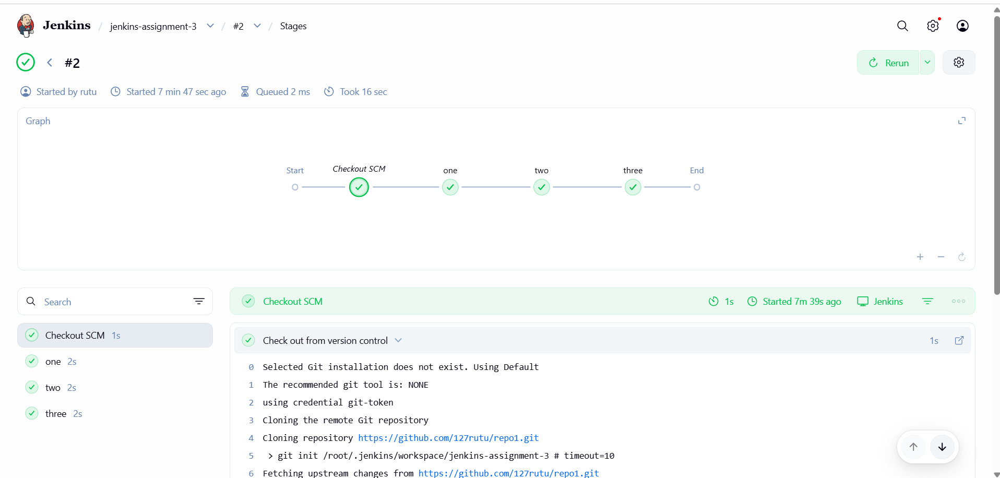 Jenkins / jenkins-assignment-3 / #2 / Stages
#2
Rerun
Started by rutu Started 7 min 47 sec ago Queued 2 ms Took 16 sec
Graph
Start Checkout SCM one two three End
Search
Checkout SCM 1s Started 7m 39s ago Jenkins
Checkout SCM 1s
one 2s
two 2s
three 2s
Check out from version control 1s
0 Selected Git installation does not exist. Using Default
1 The recommended git tool is: NONE
2 using credential git-token
3 Cloning the remote Git repository
4 Cloning repository https://github.com/127rutu/repo1.git
5 > git init /root/.jenkins/workspace/jenkins-assignment-3 # timeout=10
6 Fetching upstream changes from https://github.com/127rutu/repo1.git